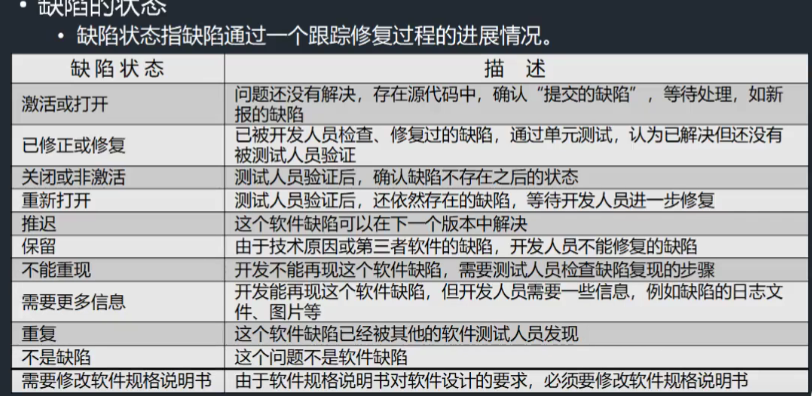 • 缺陷的状态
• 缺陷状态指缺陷通过一个跟踪修复过程的进展情况。
缺陷状态 描 述
激活或打开 问题还没有解决，存在源代码中，确认“提交的缺陷”，等待处理，如新
报的缺陷
已修正或修复 已被开发人员检查、修复过的缺陷，通过单元测试，认为已解决但还没有
被测试人员验证
关闭或非激活 测试人员验证后，确认缺陷不存在之后的状态
重新打开 测试人员验证后，还依然存在的缺陷，等待开发人员进一步修复
推迟 这个软件缺陷可以在下一个版本中解决
保留 由于技术原因或第三者软件的缺陷，开发人员不能修复的缺陷
不能重现 开发不能再现这个软件缺陷，需要测试人员检查缺陷复现的步骤
需要更多信息 开发能再现这个软件缺陷，但开发人员需要一些信息，例如缺陷的日志文
件、图片等
重复 这个软件缺陷已经被其他的软件测试人员发现
不是缺陷 这个问题不是软件缺陷
需要修改软件规格说明书 由于软件规格说明书对软件设计的要求，必须要修改软件规格说明书